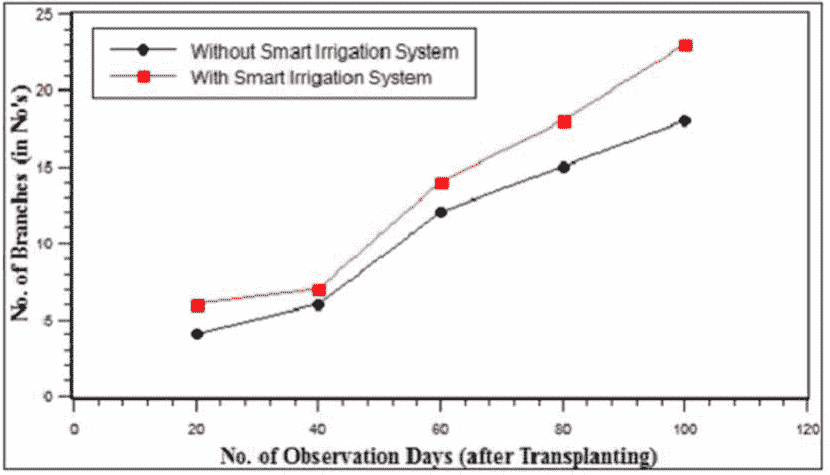 25
20
15
10
5
0
No. of Branches (in No's)
Without Smart Irrigation System
With Smart Irrigation System
0 20 40 60 80 100 120
No. of Observation Days (after Transplanting)